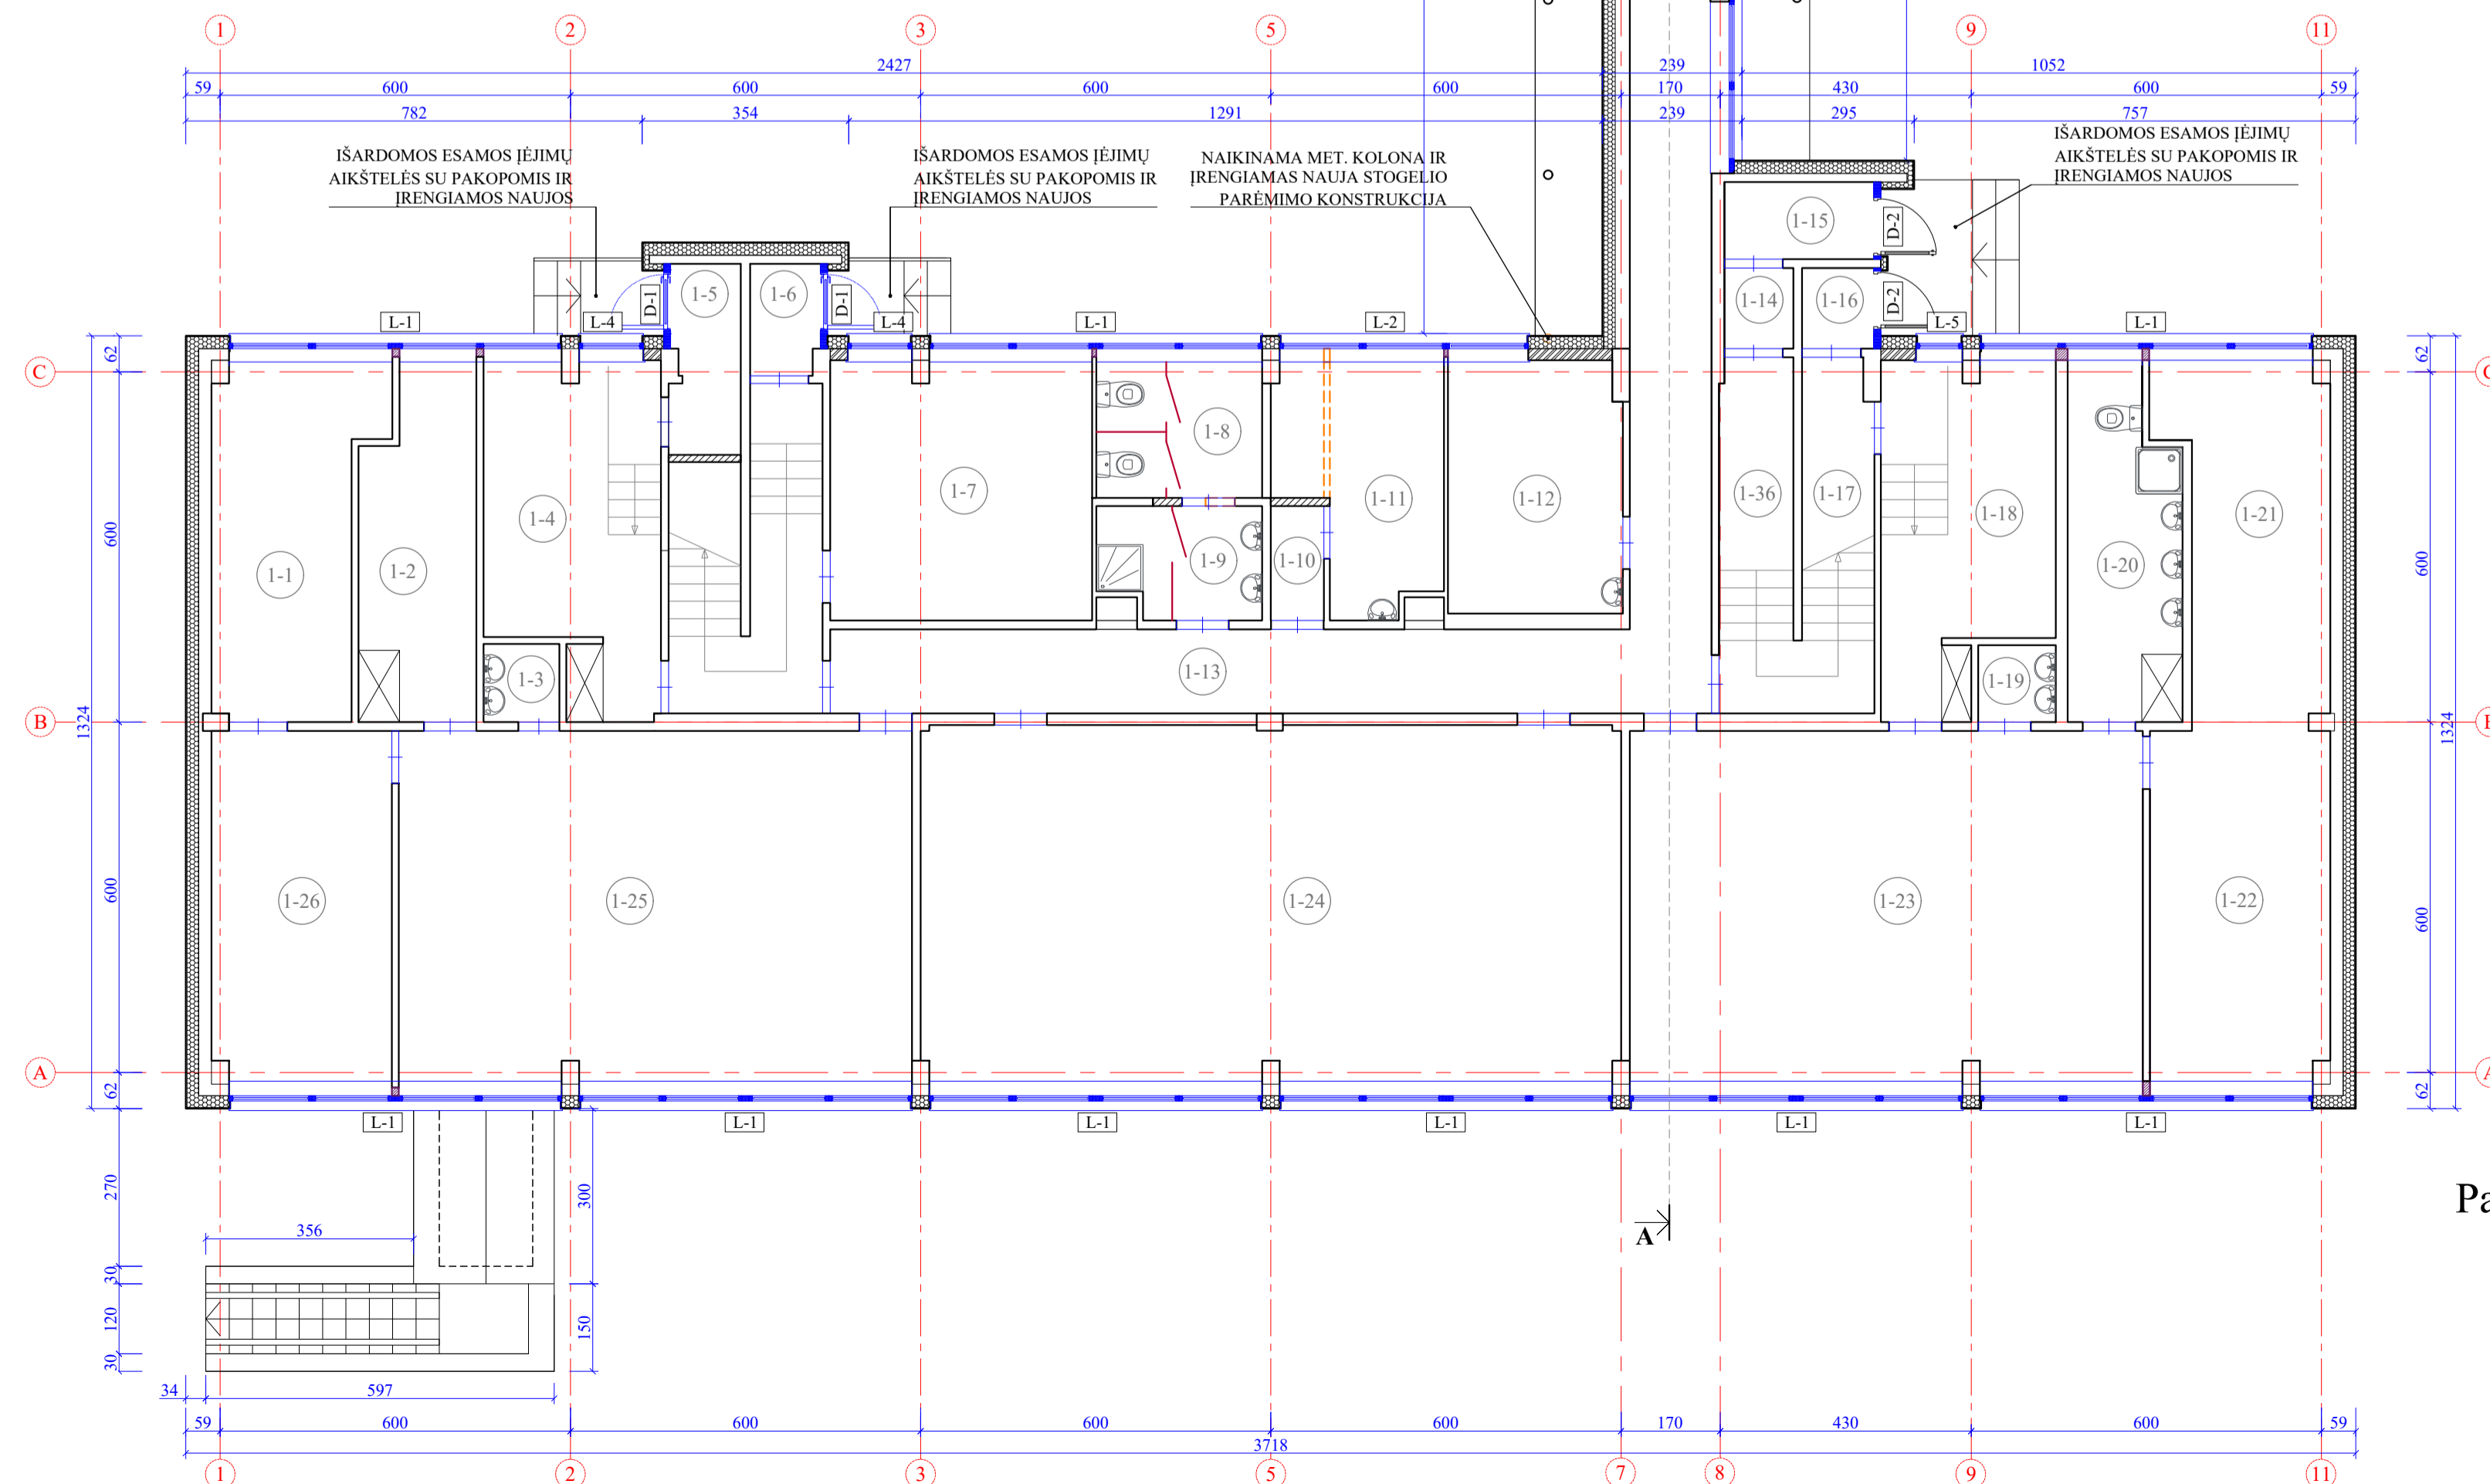 1 2 3 5 9 11
2427 239 1052
59 600 600 600 600 170 430 600 59
782 354 1291 239 295 757
IŠARDOMOS ESAMOS ĮĖJIMŲ
AIKŠTELĖS SU PAKOPOMIS IR
ĮRENGIAMOS NAUJOS
IŠARDOMOS ESAMOS ĮĖJIMŲ
AIKŠTELĖS SU PAKOPOMIS IR
ĮRENGIAMOS NAUJOS
NAIKINAMA MET. KOLONA IR
ĮRENGIAMAS NAUJA STOGELIO
PARĖMIMO KONSTRUKCIJA
IŠARDOMOS ESAMOS ĮĖJIMŲ
AIKŠTELĖS SU PAKOPOMIS IR
ĮRENGIAMOS NAUJOS
1-15 D-2
D-1 1-5 1-6 D-1 1-14 1-16 D-2
L-1 L-4 L-4 L-1 L-2 L-5 L-1
62 62
C C
1-8
1-7 1-11 1-12 1-36 1-17
1-4 1-18 1-21
600 600
1-1 1-2 1-9 1-10 1-20
1-3 1-13 1-19
B 1324 1324 B
600 1-26 1-25 1-24 1-23 1-22 600
A A
62 62
L-1 L-1 L-1 L-1 L-1 L-1
270 300
Pa
356 A
30
120 150
30
34 597
59 600 600 600 600 170 430 600 59
3718
1 2 3 5 7 8 9 11